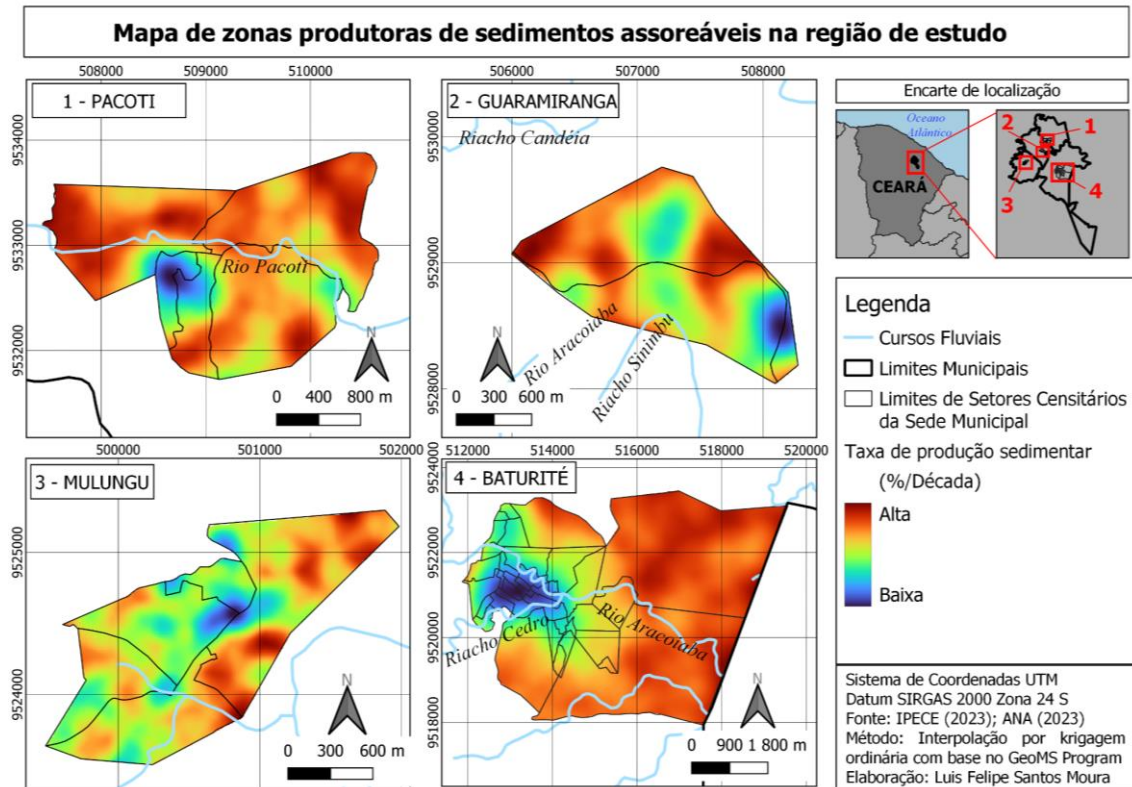 Mapa de zonas produtoras de sedimentos assoreáveis na região de estudo
508000 509000 510000
1 - PACOTI
9534000
9533000
9532000
Rio Pacoti
N
0 400 800 m
506000 507000 508000
2 - GUARAMIRANGA
9530000
9529000
9528000
Riacho Candéia
Rio Aracoiaba
Riacho Sinimbu
N
0 300 600 m
500000 501000 502000
3 - MULUNGU
9525000
9524000
N
0 300 600 m
512000 514000 516000 518000 520000
4 - BATURITÉ
9524000
9522000
9520000
9518000
Riacho Cedro
Rio Aracoiaba
N
0 900 1 800 m
Encarte de localização
Oceano
Atlântico
CEARÁ
2
1
3
4
Legenda
Cursos Fluviais
Limites Municipais
Limites de Setores Censitários
da Sede Municipal
Taxa de produção sedimentar
(%/Década)
Alta
Baixa
Sistema de Coordenadas UTM
Datum SIRGAS 2000 Zona 24 S
Fonte: IPECE (2023); ANA (2023)
Método: Interpolação por krigagem
ordinária com base no GeoMS Program
Elaboração: Luis Felipe Santos Moura